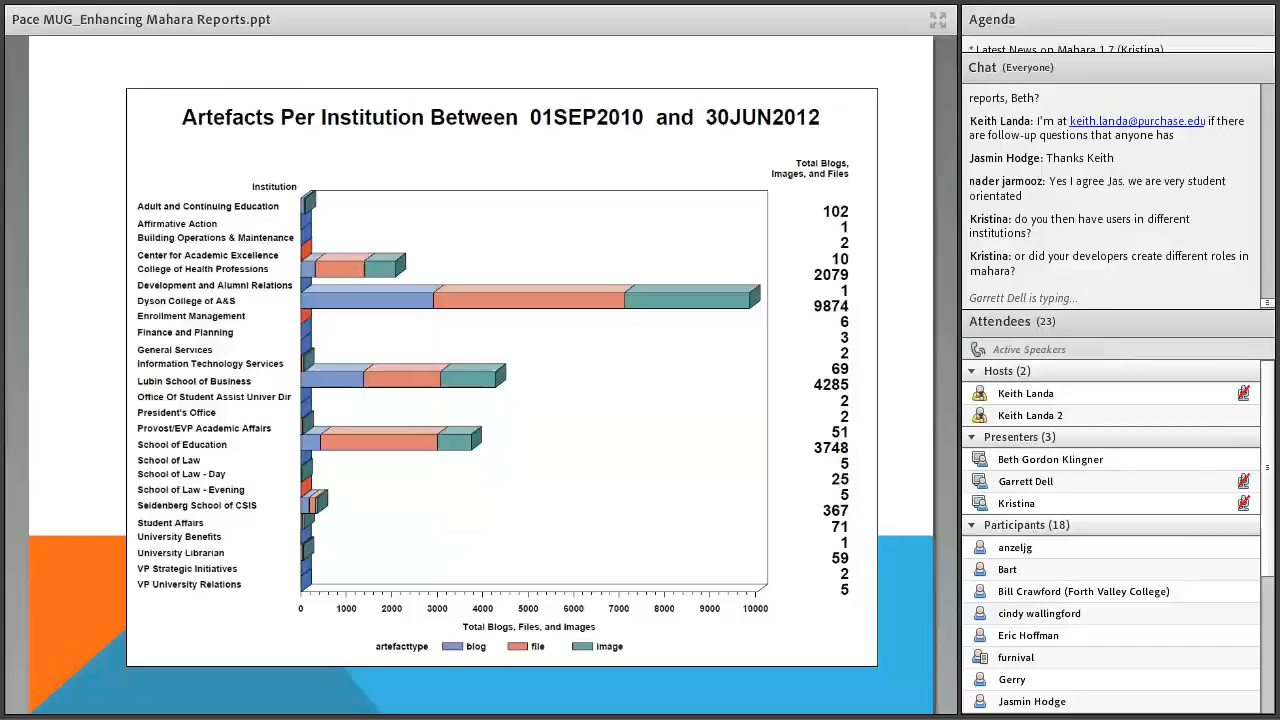 Pace MUG_Enhancing Mahara Reports.ppt
Artefacts Per Institution Between 01SEP2010 and 30JUN2012
Total Blogs,
Images, and Files
Institution
Adult and Continuing Education 102
Affirmative Action 1
Building Operations & Maintenance 2
Center for Academic Excellence 10
College of Health Professions 2079
Development and Alumni Relations 1
Dyson College of A&S 9874
Enrollment Management 6
Finance and Planning 3
General Services 2
Information Technology Services 69
Lubin School of Business 4285
Office Of Student Assist Univer Dir 2
President's Office 2
Provost/EVP Academic Affairs 51
School of Education 3748
School of Law 5
School of Law - Day 25
School of Law - Evening 5
Seidenberg School of CSIS 367
Student Affairs 71
University Benefits 1
University Librarian 59
VP Strategic Initiatives 2
VP University Relations 5
0 1000 2000 3000 4000 5000 6000 7000 8000 9000 10000
Total Blogs, Files, and Images
artefacttype blog file image
Agenda
* Latest News on Mahara 1.7 (Kristina)
Chat (Everyone)
reports, Beth?
Keith Landa: I'm at keith.landa@purchase.edu if there
are follow-up questions that anyone has
Jasmin Hodge: Thanks Keith
nader jarmooz: Yes I agree Jas. we are very student
orientated
Kristina: do you then have users in different
institutions?
Kristina: or did your developers create different roles in
mahara?
Garrett Dell is typing...
Attendees (23)
Active Speakers
Hosts (2)
Keith Landa
Keith Landa 2
Presenters (3)
Beth Gordon Klingner
Garrett Dell
Kristina
Participants (18)
anzeljg
Bart
Bill Crawford (Forth Valley College)
cindy wallingford
Eric Hoffman
furnival
Gerry
Jasmin Hodge